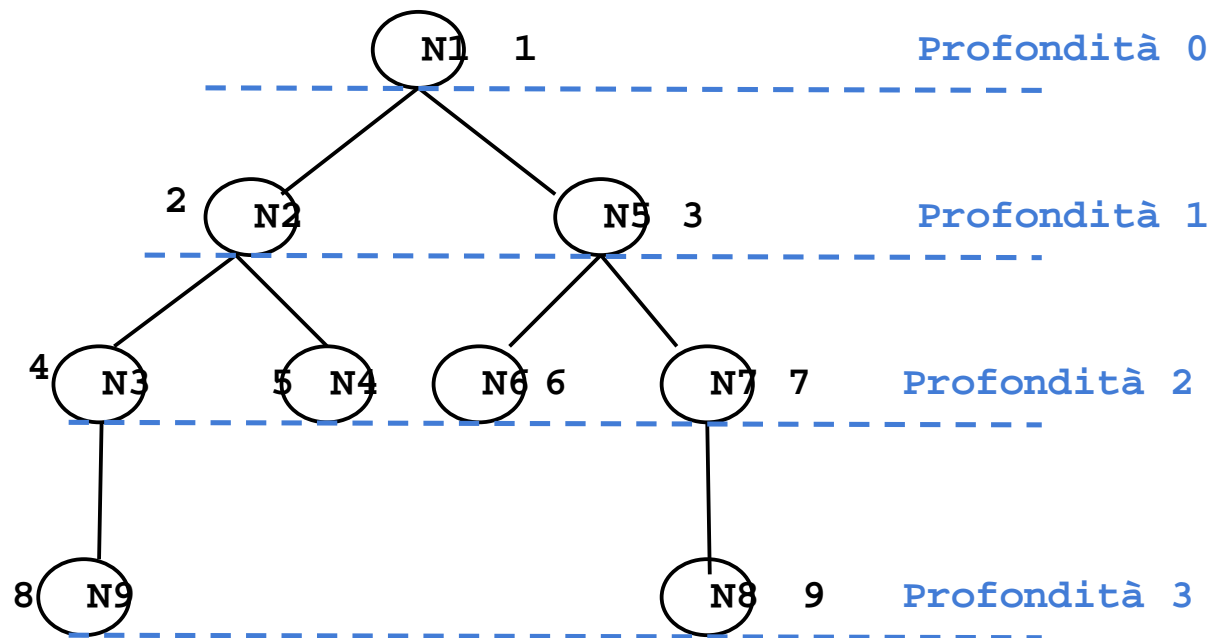 N1 1 Profondità 0
2 N2 N5 3 Profondità 1
4 N3 5 N4 N6 6 N7 7 Profondità 2
8 N9 N8 9 Profondità 3